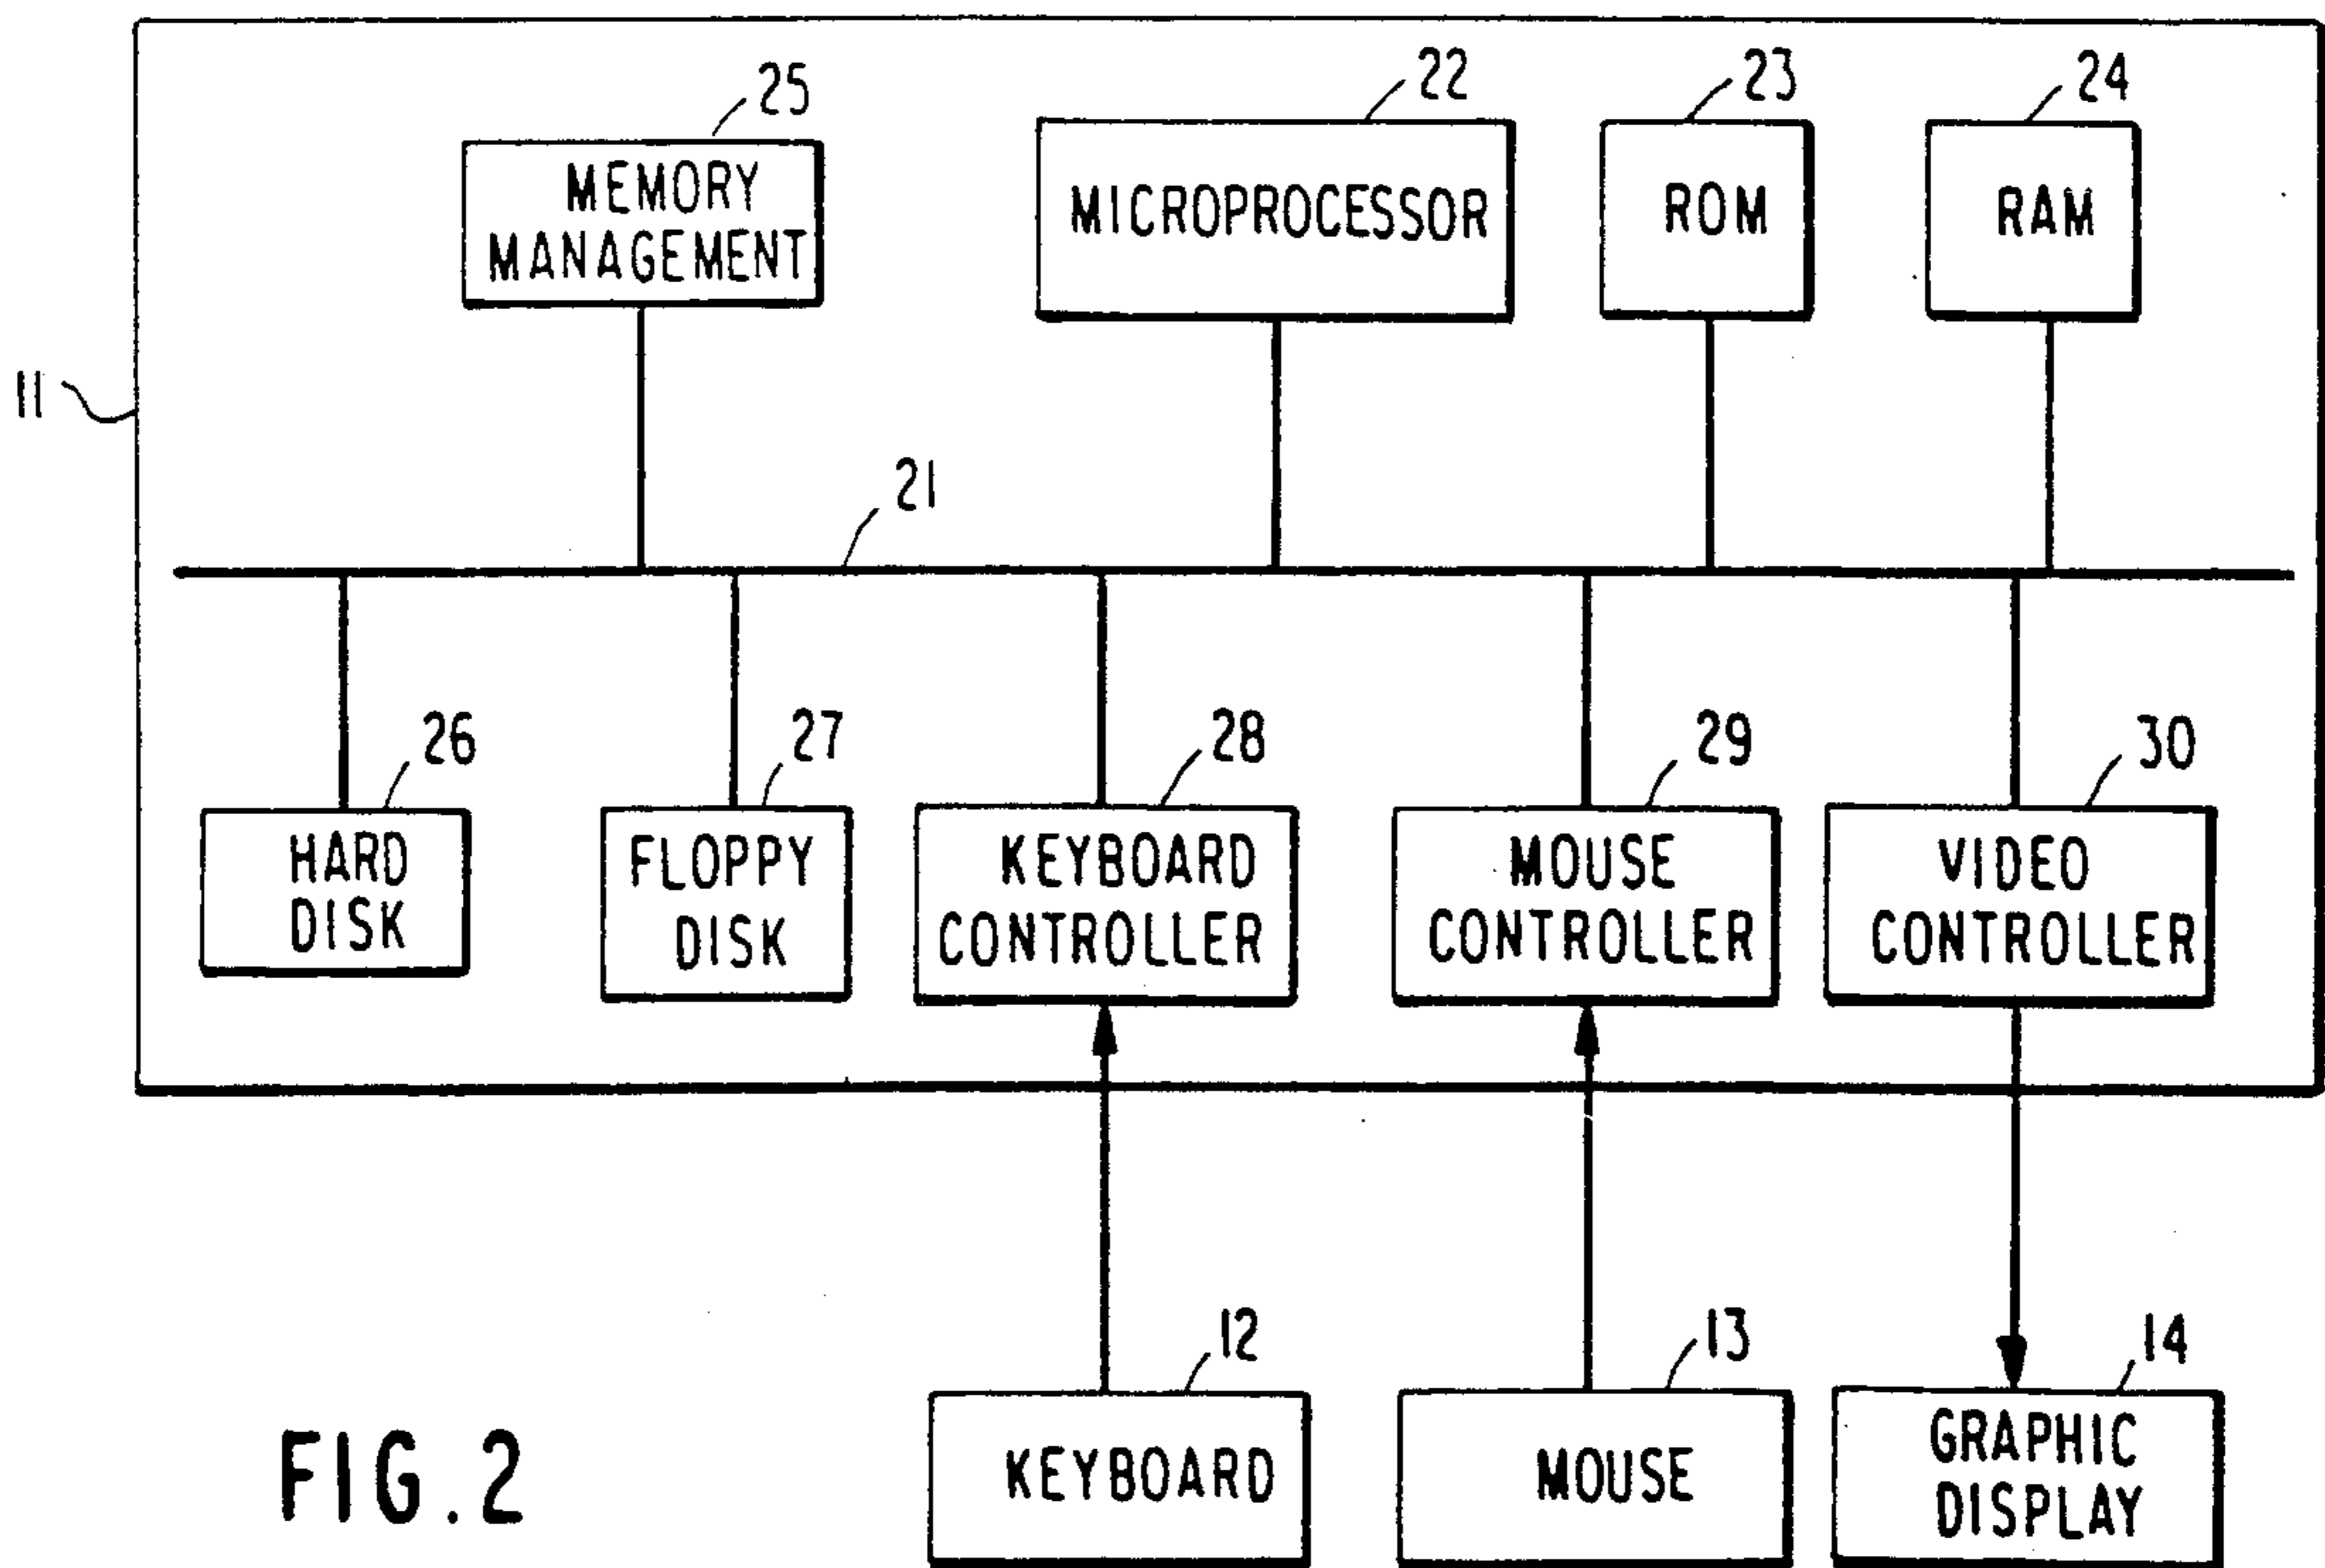 25
22
23
24
MEMORY
MANAGEMENT
MICROPROCESSOR
ROM
RAM
11
21
26
27
28
29
30
HARD
DISK
FLOPPY
DISK
KEYBOARD
CONTROLLER
MOUSE
CONTROLLER
VIDEO
CONTROLLER
12
13
14
KEYBOARD
MOUSE
GRAPHIC
DISPLAY
FIG.2